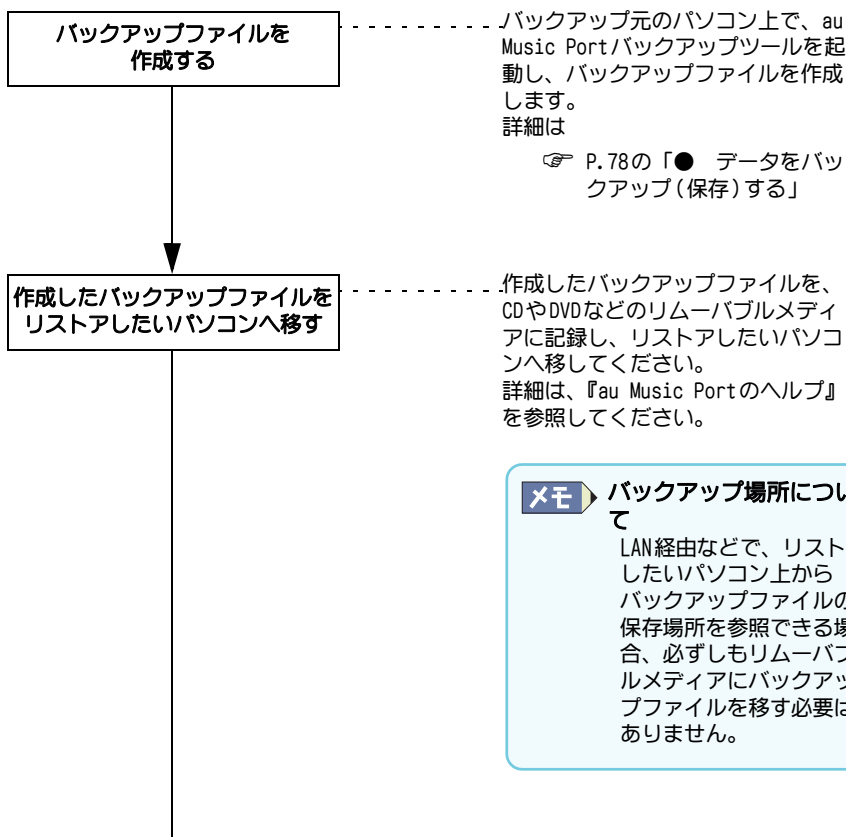 バックアップファイルを
作成する
バックアップ元のパソコン上で、au
Music Portバックアップツールを起
動し、バックアップファイルを作成
します。
詳細は
☞ P.78の「● データをバッ
クアップ(保存)する」
作成したバックアップファイルを
リストアしたいパソコンへ移す
作成したバックアップファイルを、
CDやDVDなどのリムーバブルメディ
アに記録し、リストアしたいパソコ
ンへ移してください。
詳細は、『au Music Portのヘルプ』
を参照してください。
メモ バックアップ場所につい
て
LAN経由などで、リスト
したいパソコン上から
バックアップファイルの
保存場所を参照できる場
合、必ずしもリムーバブ
ルメディアにバックアッ
プファイルを移す必要は
ありません。